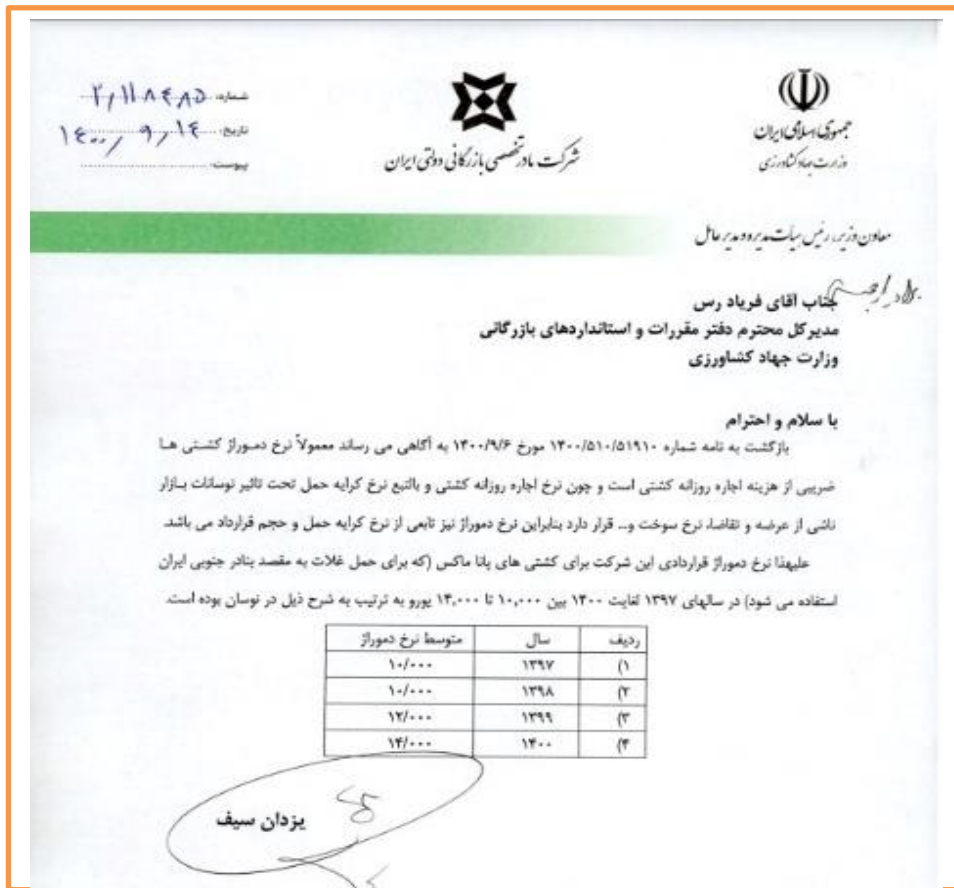 جمهوری اسلامی ایران
وزارت جهاد کشاورزی
شرکت مادر تخصصی بازرگانی دولتی ایران
شماره: ۲,۱۱۸۴۸۵
تاریخ: ۱۴۰۰/۹/۱۴
پیوست:
معاون وزیر، رئیس هیأت مدیره و مدیر عامل
جناب آقای فریاد رس
مدیرکل محترم دفتر مقررات و استانداردهای بازرگانی
وزارت جهاد کشاورزی
با سلام و احترام
بازگشت به نامه شماره ۱۴۰۰/۵۱۰/۵۱۹۱۰ مورخ ۱۴۰۰/۹/۶ به آگاهی می رساند معمولاً نرخ دموراژ کشتی ها
ضریبی از هزینه اجاره روزانه کشتی است و چون نرخ اجاره روزانه کشتی و بالتبع نرخ کرایه حمل تحت تاثیر نوسانات بازار
ناشی از عرضه و تقاضا، نرخ سوخت و... قرار دارد بنابراین نرخ دموراژ نیز تابعی از نرخ کرایه حمل و حجم قرارداد می باشد.
علیهذا نرخ دموراژ قراردادی این شرکت برای کشتی های پانا ماکس (که برای حمل غلات به مقصد بنادر جنوبی ایران
استفاده می شود) در سالهای ۱۳۹۷ لغایت ۱۴۰۰ بین ۱۰,۰۰۰ تا ۱۴,۰۰۰ یورو به ترتیب به شرح ذیل در نوسان بوده است.
ردیف سال متوسط نرخ دموراژ
۱) ۱۳۹۷ ۱۰/۰۰۰
۲) ۱۳۹۸ ۱۰/۰۰۰
۳) ۱۳۹۹ ۱۲/۰۰۰
۴) ۱۴۰۰ ۱۴/۰۰۰
یزدان سیف